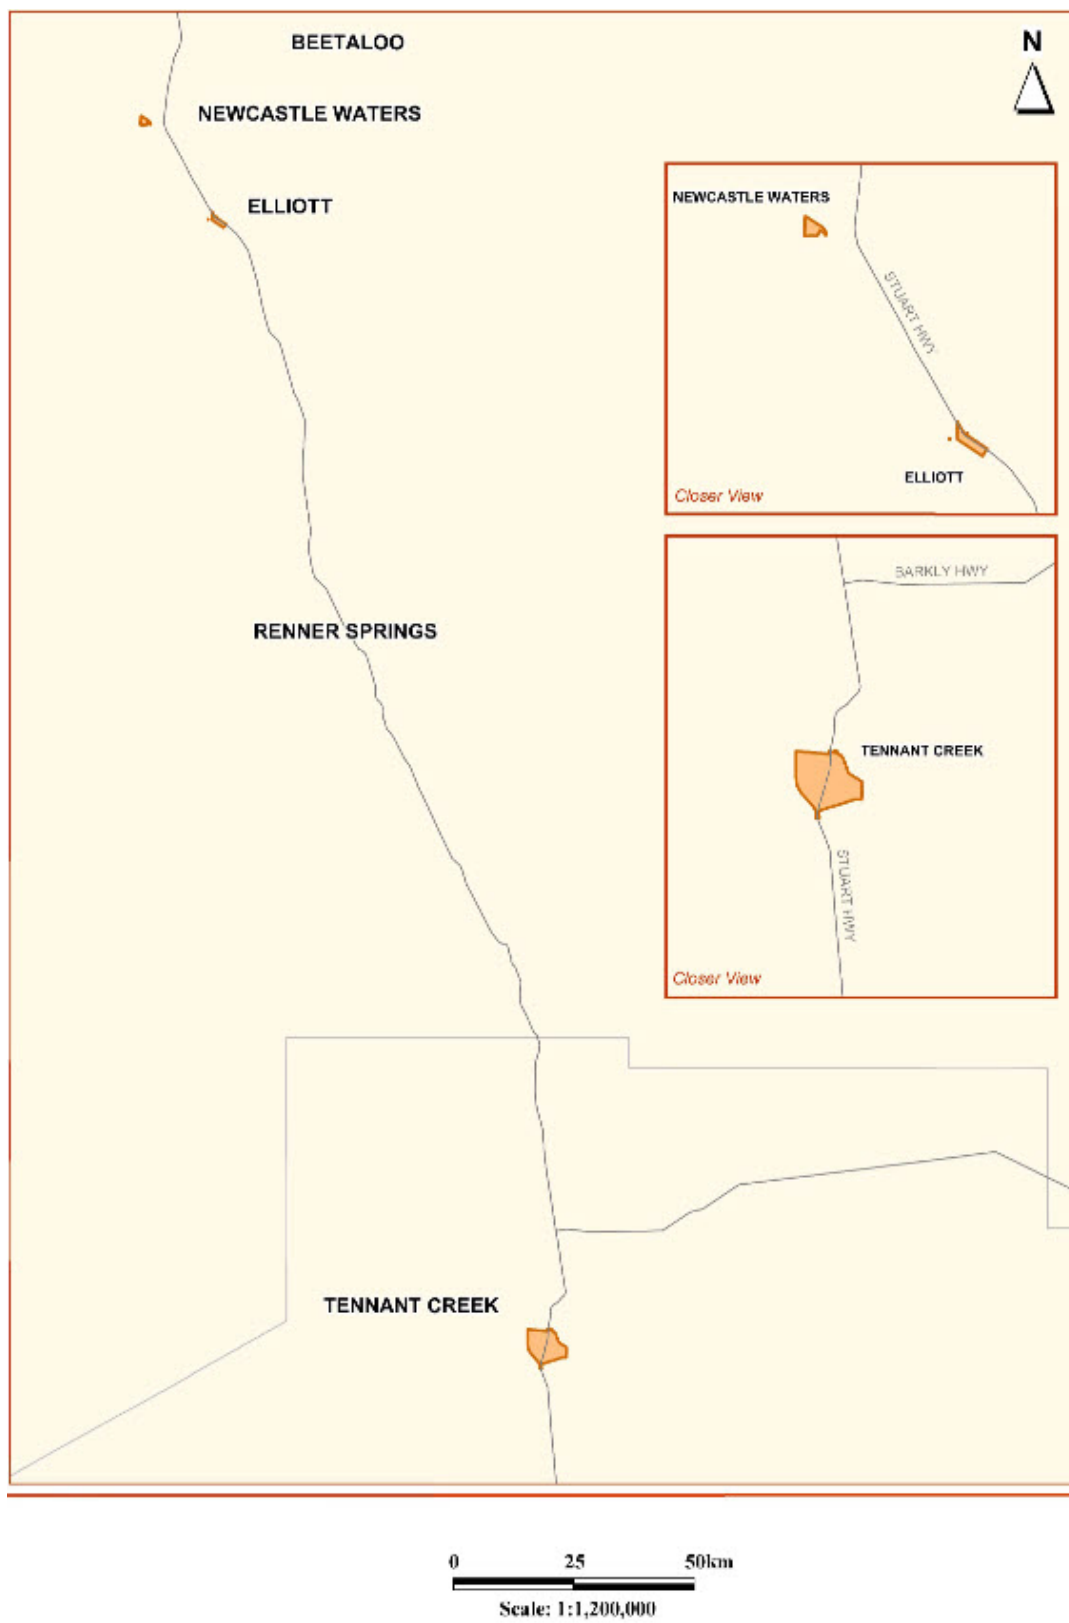 BEETALOO
N
NEWCASTLE WATERS
ELLIOTT
NEWCASTLE WATERS
STUART HWY
ELLIOTT
Closer View
BARKLY HWY
RENNER SPRINGS
TENNANT CREEK
STUART HWY
Closer View
TENNANT CREEK
0 25 50km
Scale: 1:1,200,000